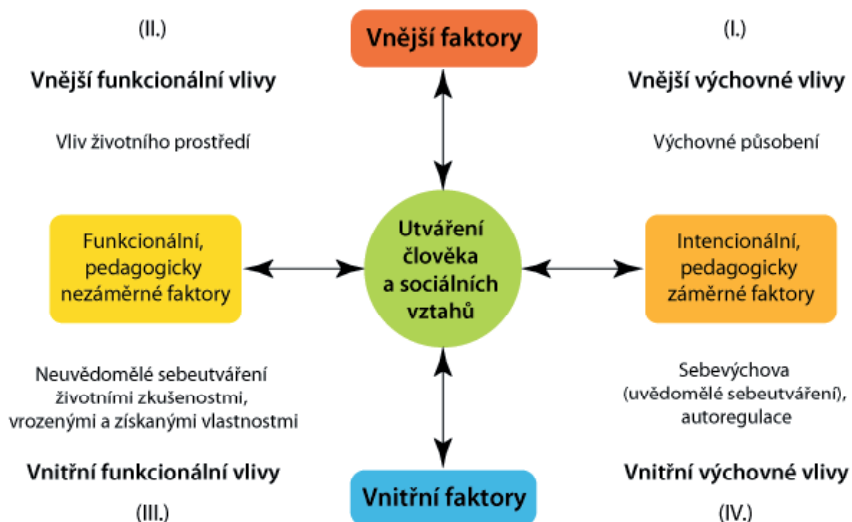 (II.)
Vnější faktory
(I.)
Vnější funkcionální vlivy
Vnější výchovné vlivy
Vliv životního prostředí
Výchovné působení
Funkcionální,
pedagogicky
nezáměrné faktory
Utváření
člověka
a sociálních
vztahů
Intencionální,
pedagogicky
záměrné faktory
Neuvědomělé sebeutváření
životními zkušenostmi,
vrozenými a získanými vlastnostmi
Sebevýchova
(uvědomělé sebeutváření),
autoregulace
Vnitřní funkcionální vlivy
Vnitřní faktory
Vnitřní výchovné vlivy
(III.)
(IV.)